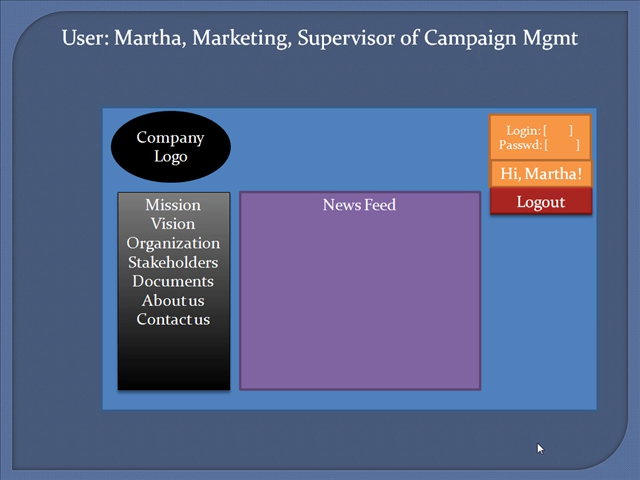 User: Martha, Marketing, Supervisor of Campaign Mgmt
Company
Logo
Login: [ ]
Passwd: [ ]
Hi, Martha!
Logout
Mission
Vision
Organization
Stakeholders
Documents
About us
Contact us
News Feed